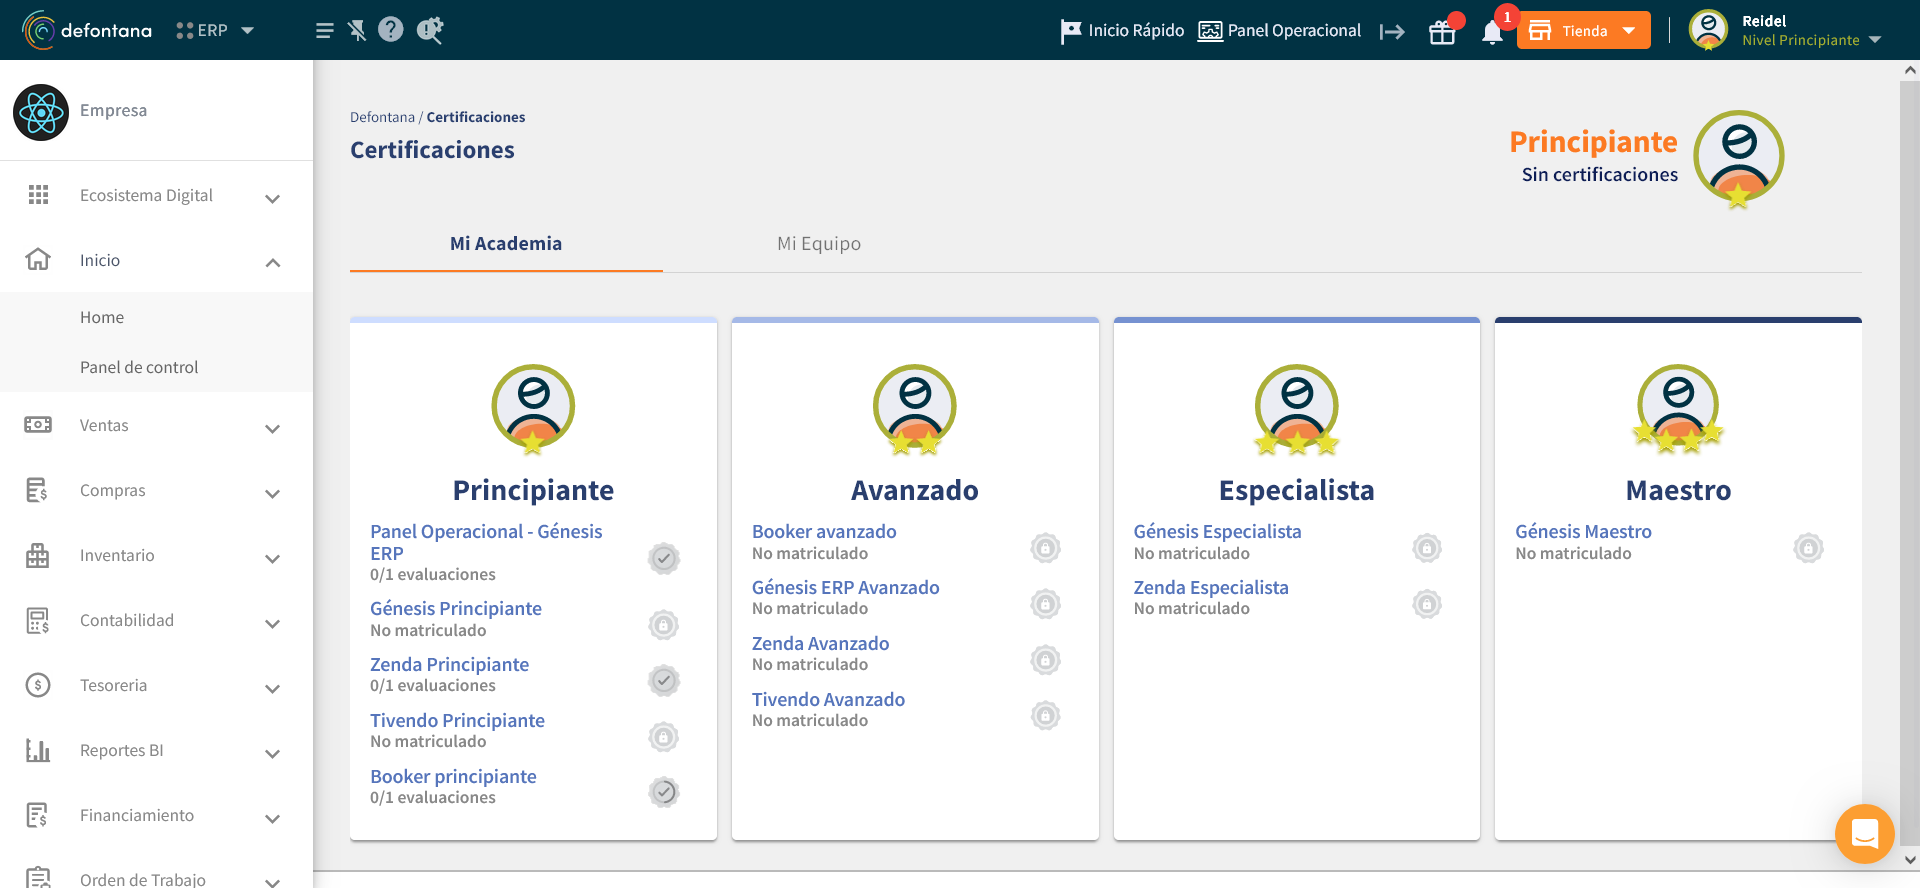 defontana
ERP
Inicio Rápido
Panel Operacional
1
Tienda
Reidel
Nivel Principiante
Empresa
Ecosistema Digital
Inicio
Home
Panel de control
Ventas
Compras
Inventario
Contabilidad
Tesoreria
Reportes BI
Financiamiento
Orden de Trabajo
Defontana / Certificaciones
Certificaciones
Principiante
Sin certificaciones
Mi Academia
Mi Equipo
Principiante
Panel Operacional - Génesis
ERP
0/1 evaluaciones
Génesis Principiante
No matriculado
Zenda Principiante
0/1 evaluaciones
Tivendo Principiante
No matriculado
Booker principiante
0/1 evaluaciones
Avanzado
Booker avanzado
No matriculado
Génesis ERP Avanzado
No matriculado
Zenda Avanzado
No matriculado
Tivendo Avanzado
No matriculado
Especialista
Génesis Especialista
No matriculado
Zenda Especialista
No matriculado
Maestro
Génesis Maestro
No matriculado